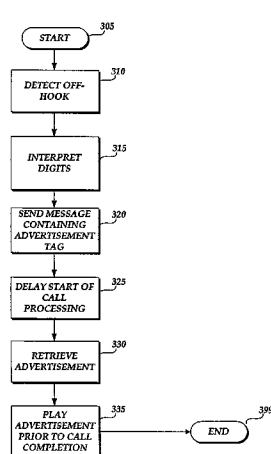 305
START
310
DETECT OFF-
HOOK
315
INTERPRET
DIGITS
320
SEND MESSAGE
CONTAINING
ADVERTISEMENT
TAG
325
DELAY START OF
CALL
PROCESSING
330
RETRIEVE
ADVERTISEMENT
335
PLAY
ADVERTISEMENT
PRIOR TO CALL
COMPLETION
399
END